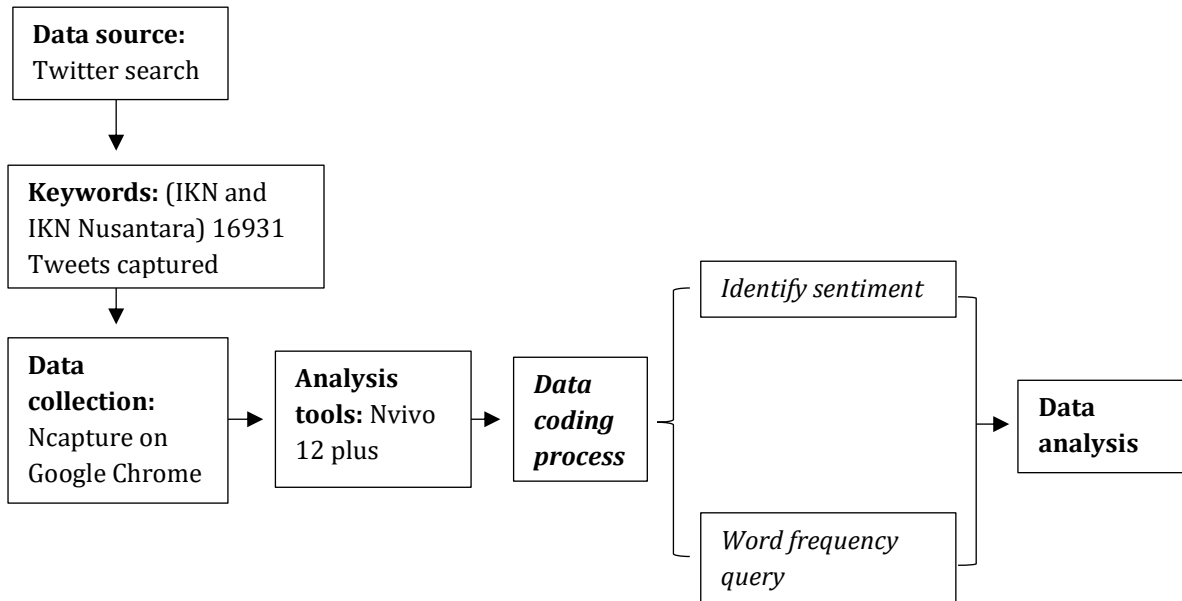 Data source:
Twitter search
Keywords: (IKN and
IKN Nusantara) 16931
Tweets captured
Data
collection:
Ncapture on
Google Chrome
Analysis
tools: Nvivo
12 plus
Data
coding
process
Identify sentiment
Word frequency
query
Data
analysis